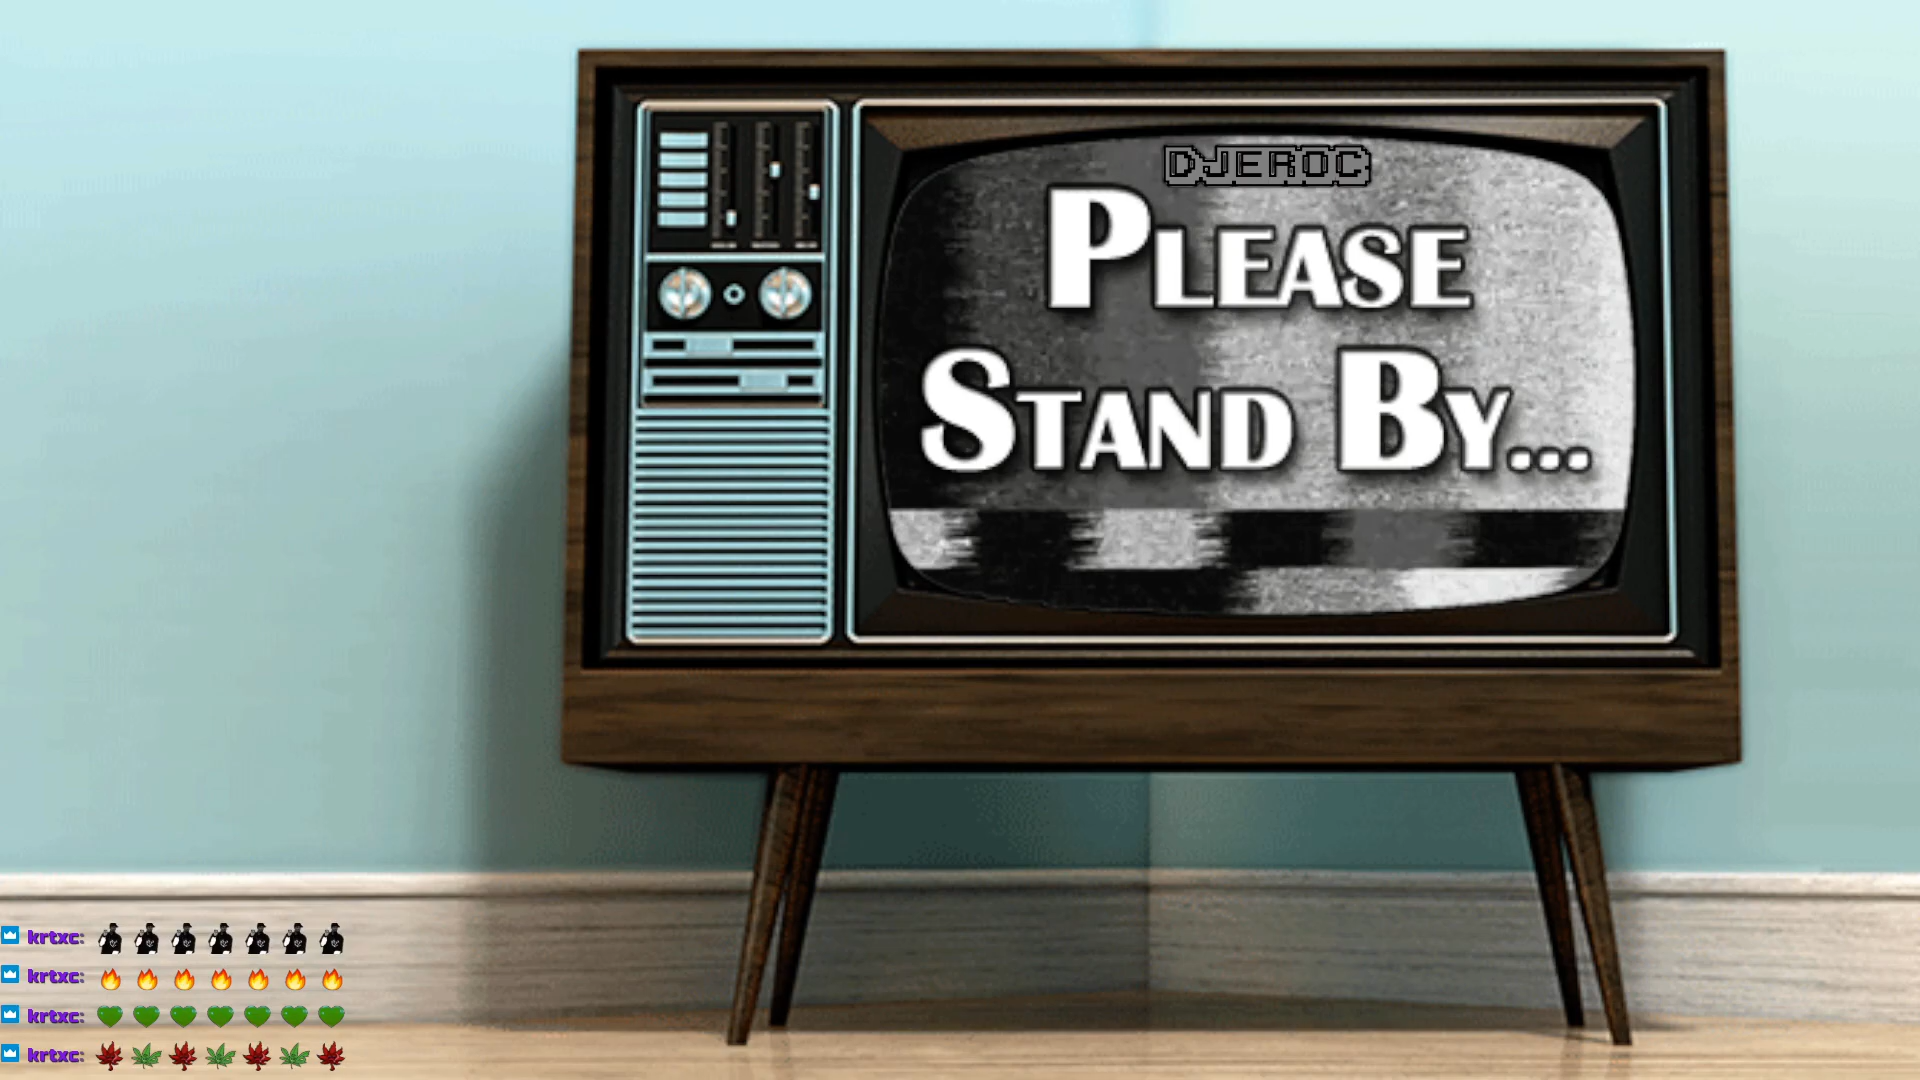 DJEROC
PLEASE
STAND BY...
krtxc:
krtxc:
krtxc:
krtxc: